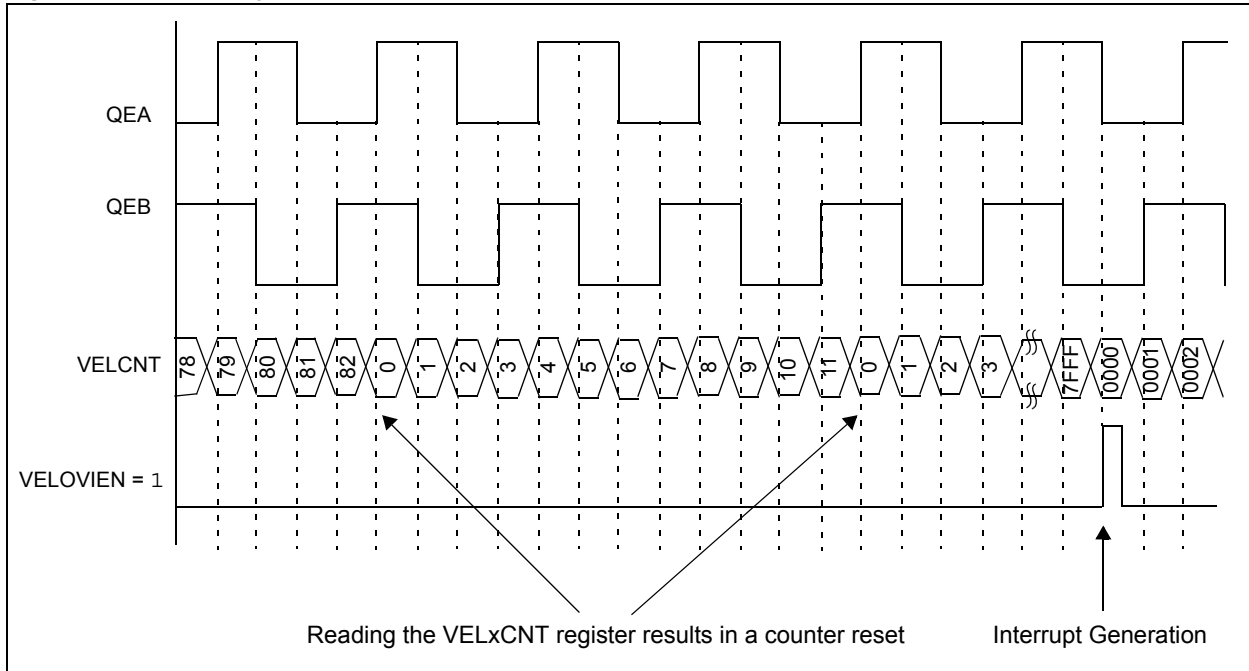 QEA
QEB
VELCNT
78 79 80 81 82 0 1 2 3 4 5 6 7 8 9 10 11 0 1 2 3 7FFF 0000 0001 0002
VELOVIEN = 1
Reading the VELxCNT register results in a counter reset
Interrupt Generation